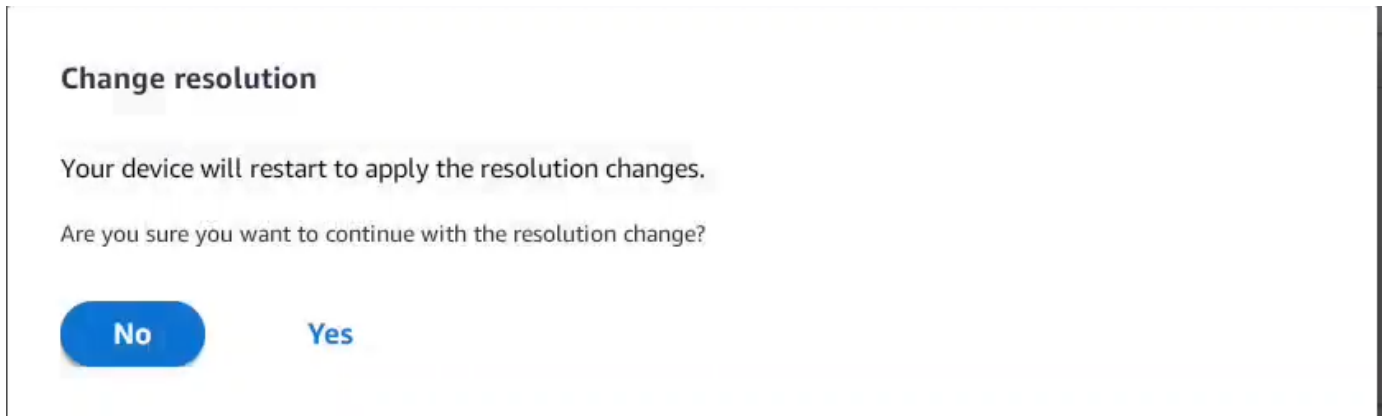 Change resolution
Your device will restart to apply the resolution changes.
Are you sure you want to continue with the resolution change?
No Yes